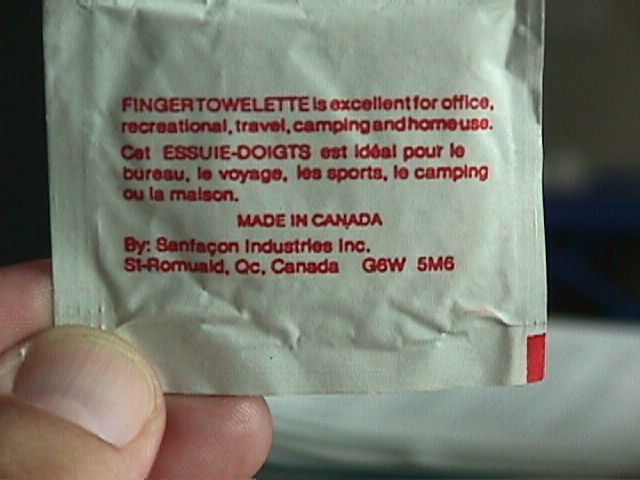 FINGERTOWELETTE is excellent for office,
recreational, travel, camping and home use.
Cet ESSUIE-DOIGTS est idéal pour le
bureau, le voyage, les sports, le camping
ou la maison.
MADE IN CANADA
By: Sanfaçon Industries Inc.
St-Romuald, Qc, Canada G6W 5M6